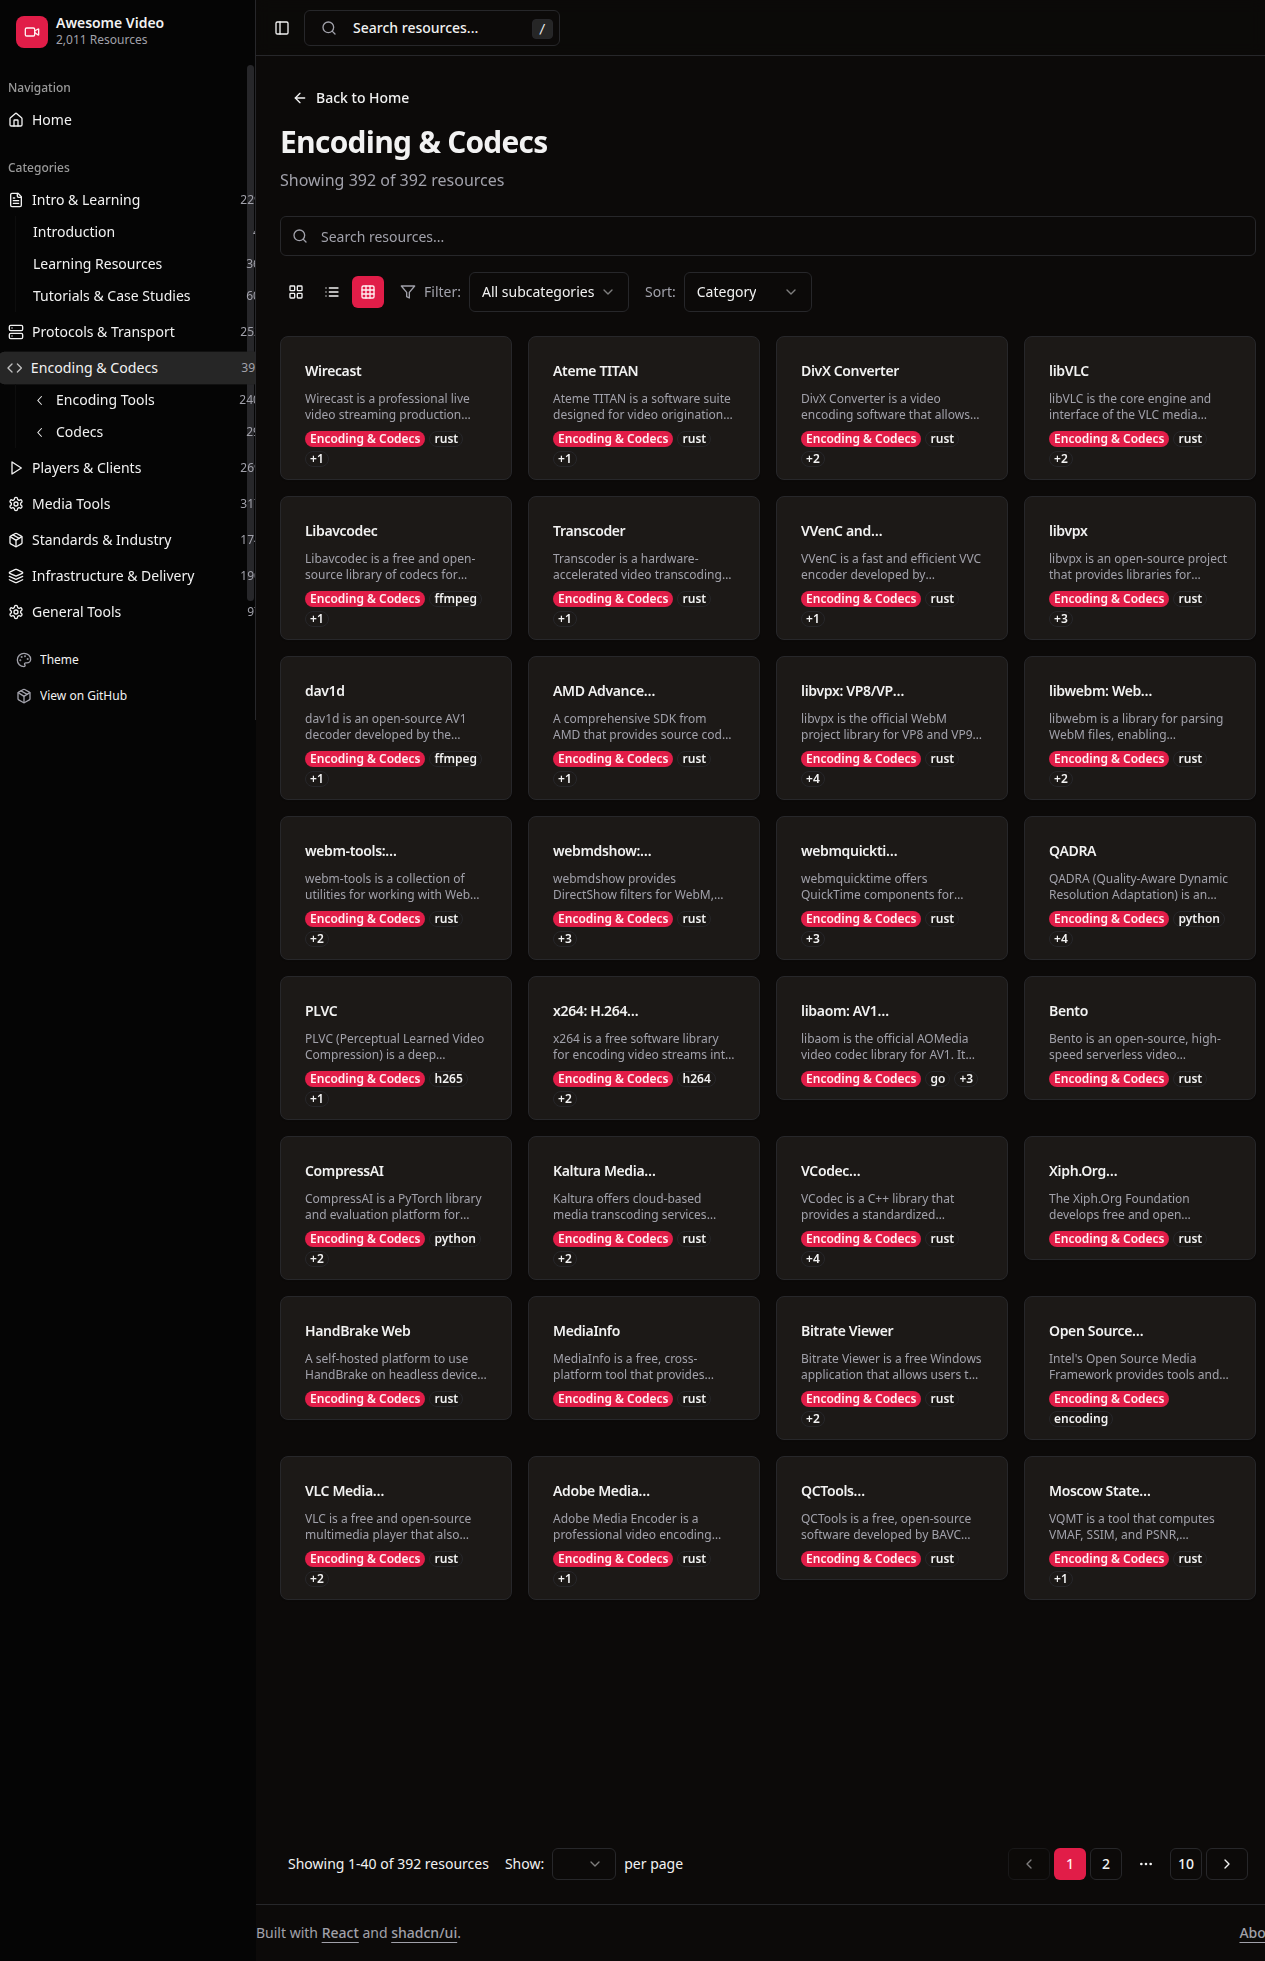 Awesome Video
2,011 Resources
Navigation
Home
Categories
Intro & Learning
Introduction
Learning Resources
Tutorials & Case Studies
Protocols & Transport
Encoding & Codecs
Encoding Tools
Codecs
Players & Clients
Media Tools
Standards & Industry
Infrastructure & Delivery
General Tools
Theme
View on GitHub
Search resources... /
Back to Home
Encoding & Codecs
Showing 392 of 392 resources
Search resources...
Filter: All subcategories Sort: Category
Wirecast
Wirecast is a professional live
video streaming production...
Encoding & Codecs rust
+1
Ateme TITAN
Ateme TITAN is a software suite
designed for video origination...
Encoding & Codecs rust
+1
DivX Converter
DivX Converter is a video
encoding software that allows...
Encoding & Codecs rust
+2
libVLC
libVLC is the core engine and
interface of the VLC media...
Encoding & Codecs rust
+2
Libavcodec
Libavcodec is a free and open-
source library of codecs for...
Encoding & Codecs ffmpeg
+1
Transcoder
Transcoder is a hardware-
accelerated video transcoding...
Encoding & Codecs rust
+1
VVenC and...
VVenC is a fast and efficient VVC
encoder developed by...
Encoding & Codecs rust
+1
libvpx
libvpx is an open-source project
that provides libraries for...
Encoding & Codecs rust
+3
dav1d
dav1d is an open-source AV1
decoder developed by the...
Encoding & Codecs ffmpeg
+1
AMD Advance...
A comprehensive SDK from
AMD that provides source cod...
Encoding & Codecs rust
+1
libvpx: VP8/VP...
libvpx is the official WebM
project library for VP8 and VP9...
Encoding & Codecs rust
+4
libwebm: Web...
libwebm is a library for parsing
WebM files, enabling...
Encoding & Codecs rust
+2
webm-tools:...
webm-tools is a collection of
utilities for working with Web...
Encoding & Codecs rust
+2
webmdshow:...
webmdshow provides
DirectShow filters for WebM,...
Encoding & Codecs rust
+3
webmquickti...
webmquicktime offers
QuickTime components for...
Encoding & Codecs rust
+3
QADRA
QADRA (Quality-Aware Dynamic
Resolution Adaptation) is an...
Encoding & Codecs python
+4
PLVC
PLVC (Perceptual Learned Video
Compression) is a deep...
Encoding & Codecs h265
+1
x264: H.264...
x264 is a free software library
for encoding video streams int...
Encoding & Codecs h264
+2
libaom: AV1...
libaom is the official AOMedia
video codec library for AV1. It...
Encoding & Codecs go +3
Bento
Bento is an open-source, high-
speed serverless video...
Encoding & Codecs rust
CompressAI
CompressAI is a PyTorch library
and evaluation platform for...
Encoding & Codecs python
+2
Kaltura Media...
Kaltura offers cloud-based
media transcoding services...
Encoding & Codecs rust
+2
VCodec...
VCodec is a C++ library that
provides a standardized...
Encoding & Codecs rust
+4
Xiph.Org...
The Xiph.Org Foundation
develops free and open...
Encoding & Codecs rust
HandBrake Web
A self-hosted platform to use
HandBrake on headless device...
Encoding & Codecs rust
MediaInfo
MediaInfo is a free, cross-
platform tool that provides...
Encoding & Codecs rust
Bitrate Viewer
Bitrate Viewer is a free Windows
application that allows users t...
Encoding & Codecs rust
+2
Open Source...
Intel's Open Source Media
Framework provides tools and...
Encoding & Codecs
encoding
VLC Media...
VLC is a free and open-source
multimedia player that also...
Encoding & Codecs rust
+2
Adobe Media...
Adobe Media Encoder is a
professional video encoding...
Encoding & Codecs rust
+1
QCTools...
QCTools is a free, open-source
software developed by BAVC...
Encoding & Codecs rust
Moscow State...
VQMT is a tool that computes
VMAF, SSIM, and PSNR,...
Encoding & Codecs rust
+1
Showing 1-40 of 392 resources Show: per page
1 2 ... 10
Built with React and shadcn/ui.
Abo